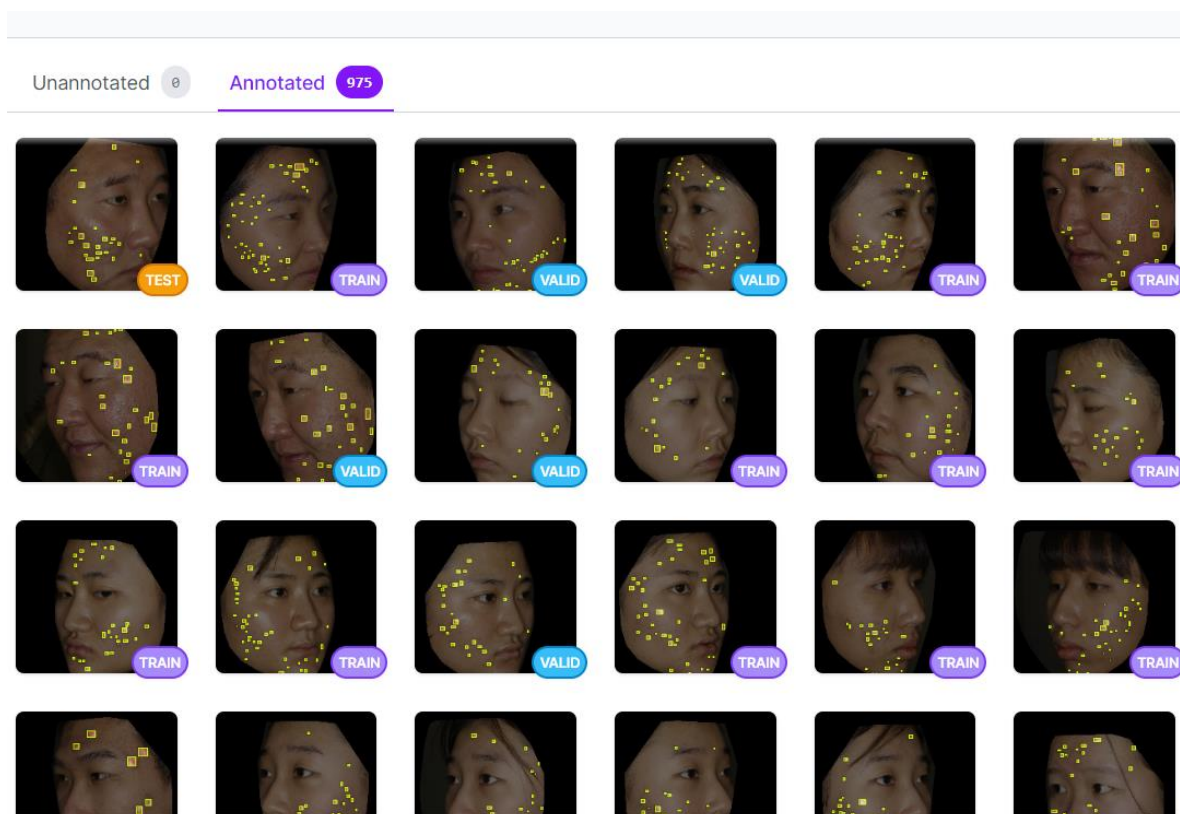 Unannotated 0 Annotated 975
TEST TRAIN VALID VALID TRAIN TRAIN
TRAIN VALID VALID TRAIN TRAIN TRAIN
TRAIN TRAIN VALID TRAIN TRAIN TRAIN